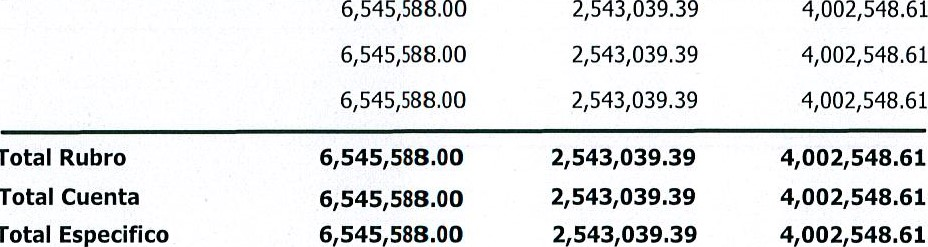 6,545,588.00 2,543,039.39 4,002,548.61
6,545,588.00 2,543,039.39 4,002,548.61
6,545,588.00 2,543,039.39 4,002,548.61
Total Rubro 6,545,588.00 2,543,039.39 4,002,548.61
Total Cuenta 6,545,588.00 2,543,039.39 4,002,548.61
Total Especifico 6,545,588.00 2,543,039.39 4,002,548.61